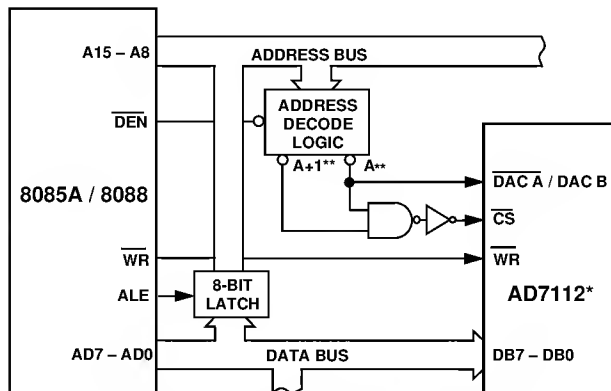 A15 – A8
ADDRESS BUS
DEN
ADDRESS
DECODE
LOGIC
A+1**
A**
8085A / 8088
DAC A / DAC B
CS
WR
WR
ALE
8-BIT
LATCH
AD7112*
AD7 – AD0
DATA BUS
DB7 – DB0